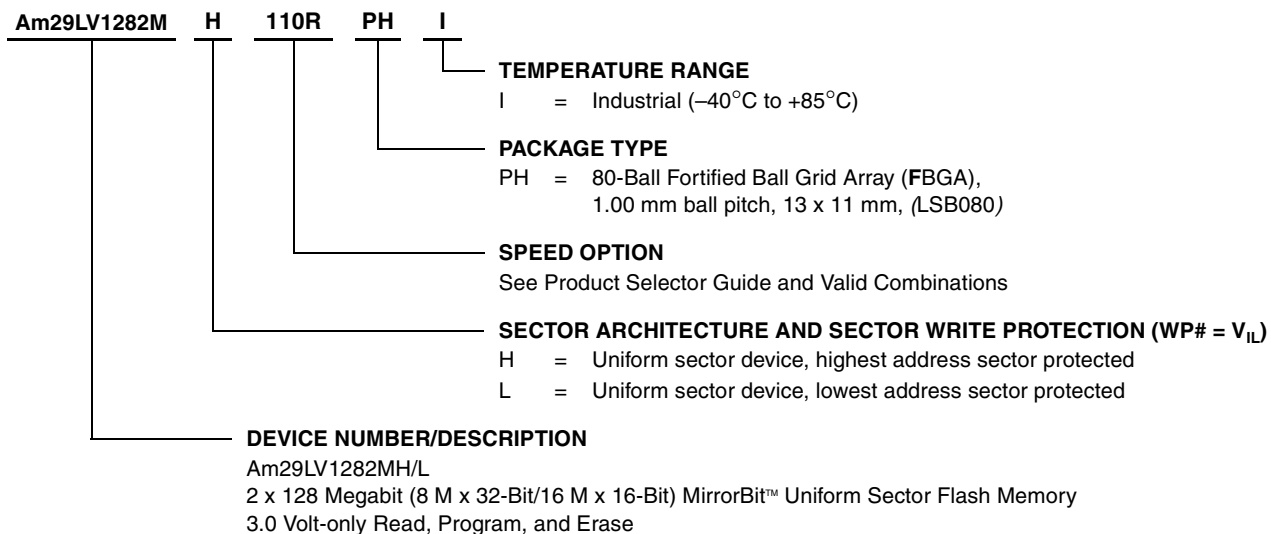 Am29LV1282M H 110R PH I
TEMPERATURE RANGE
I = Industrial (–40°C to +85°C)
PACKAGE TYPE
PH = 80-Ball Fortified Ball Grid Array (FBGA),
1.00 mm ball pitch, 13 x 11 mm, (LSB080)
SPEED OPTION
See Product Selector Guide and Valid Combinations
SECTOR ARCHITECTURE AND SECTOR WRITE PROTECTION (WP# = VIL)
H = Uniform sector device, highest address sector protected
L = Uniform sector device, lowest address sector protected
DEVICE NUMBER/DESCRIPTION
Am29LV1282MH/L
2 x 128 Megabit (8 M x 32-Bit/16 M x 16-Bit) MirrorBit™ Uniform Sector Flash Memory
3.0 Volt-only Read, Program, and Erase